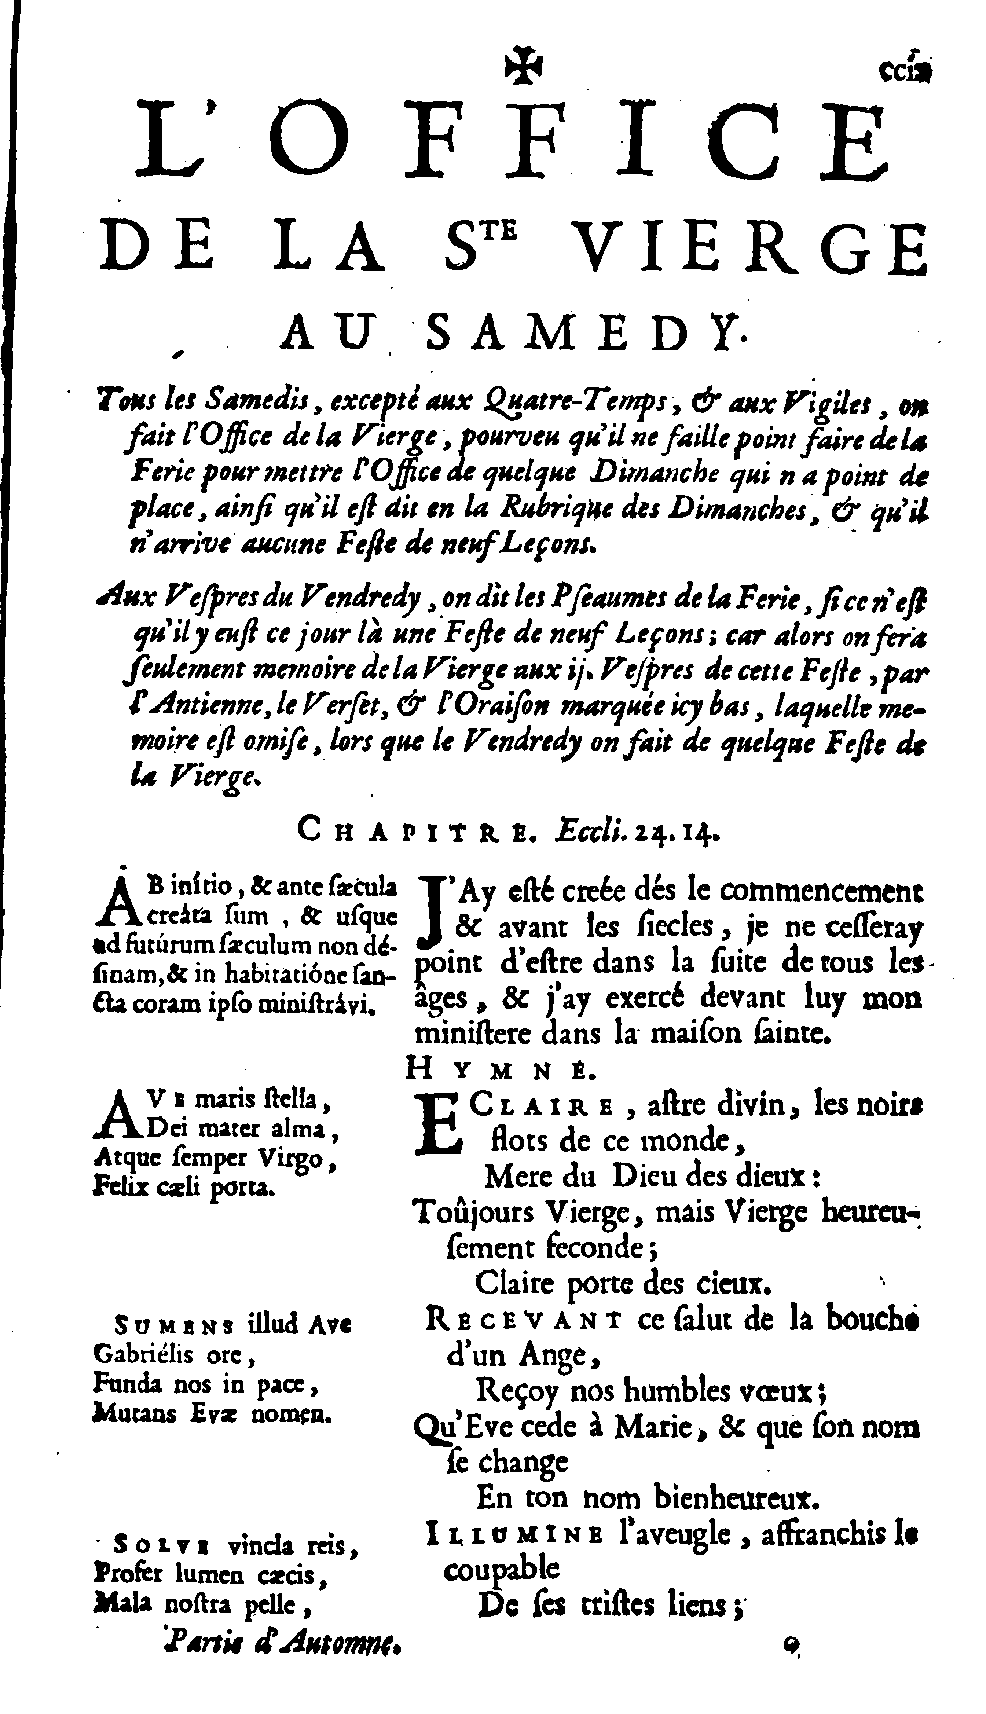 L'OFFICE
DE LA STE VIERGE
AU SAMEDY.
Tous les Samedis, excepté aux Quatre-Temps, & aux Vigiles, on
fait l'Office de la Vierge, pourveu qu'il ne faille point faire de la
Ferie pour mettre l'Office de quelque Dimanche qui n a point de
place, ainſi qu'il eſt dit en la Rubrique des Dimanches, & qu'il
n'arrive aucune Feſte de neuf Leçons.
Aux Veſpres du Vendredy, on dit les Pſeaumes de la Ferie, ſi ce n'eſt
qu'il y euſt ce jour là une Feſte de neuf Leçons; car alors on fera
ſeulement memoire de la Vierge aux ij. Veſpres de cette Feſte, par
l'Antienne, le Verſet, & l'Oraiſon marquée icy bas, laquelle me-
moire eſt omiſe, lors que le Vendredy on fait de quelque Feſte de
la Vierge.
CHAPITRE. Eccli. 24. 14.
AB inítio, & ante ſæcula
creáta ſum, & uſque
ad futúrum ſæculum non dé-
ſinam, & in habitatióne ſan-
cta coram ipſo miniſtrávi.
J'Ay eſté creée dés le commencement
& avant les ſiecles, je ne ceſſeray
point d'eſtre dans la ſuite de tous les
âges, & j'ay exercé devant luy mon
miniſtere dans la maiſon ſainte.
HYMNE.
AVE maris ſtella,
Dei mater alma,
Atque ſemper Virgo,
Felix cæli porta.
ECLAIRE, aſtre divin, les noirs
flots de ce monde,
Mere du Dieu des dieux:
Toûjours Vierge, mais Vierge heureu-
ſement feconde;
Claire porte des cieux.
SUMENS illud Ave
Gabriélis ore,
Funda nos in pace,
Mutans Evæ nomen.
RECEVANT ce ſalut de la bouche
d'un Ange,
Reçoy nos humbles vœux;
Qu'Eve cede à Marie, & que ſon nom
ſe change
En ton nom bienheureux.
SOLVE vincla reis,
Profer lumen cæcis,
Mala noſtra pelle,
ILLUMINE l'aveugle, affranchis le
coupable
De ſes triſtes liens;
Partie d'Automne.